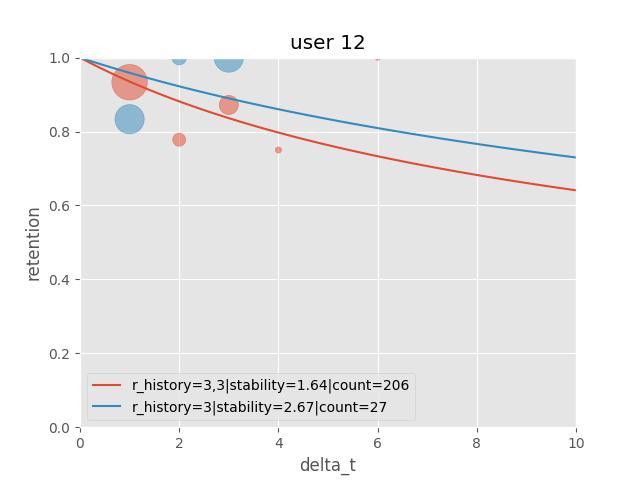 user 12
1.0
0.8
0.6
0.4
0.2
0.0
retention
r_history=3,3|stability=1.64|count=206
r_history=3|stability=2.67|count=27
0 2 4 6 8 10
delta_t